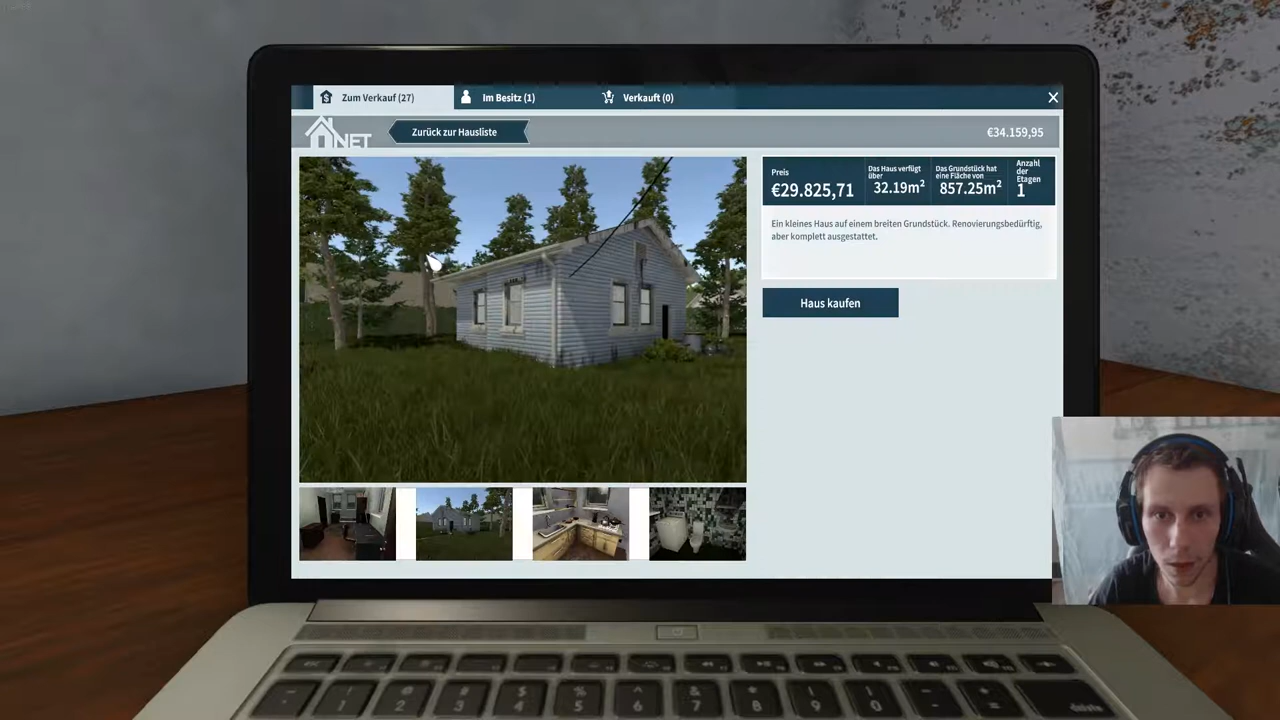 Zum Verkauf (27)
Im Besitz (1)
Verkauft (0)
NET
Zurück zur Hausliste
€34.159,95
Preis
€29.825,71
Das Haus verfügt
über
32.19m²
Das Grundstück hat
eine Fläche von
857.25m²
Anzahl
der
Etagen
1
Ein kleines Haus auf einem breiten Grundstück. Renovierungsbedürftig,
aber komplett ausgestattet.
Haus kaufen